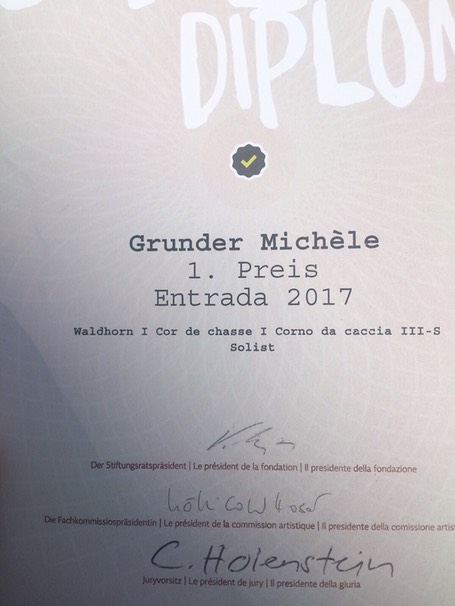 DIPLOM
Grunder Michèle
1. Preis
Entrada 2017
Waldhorn I Cor de chasse I Corno da caccia III-S
Solist
Der Stiftungsratspräsident | Le président de la fondation | Il presidente della fondazione
Die Fachkommissionspräsidentin | Le président de la commission artistique | Il presidente della comissione artis
C. Holenstein
Juryvorsitz | Le président de jury | Il presidente della giuria